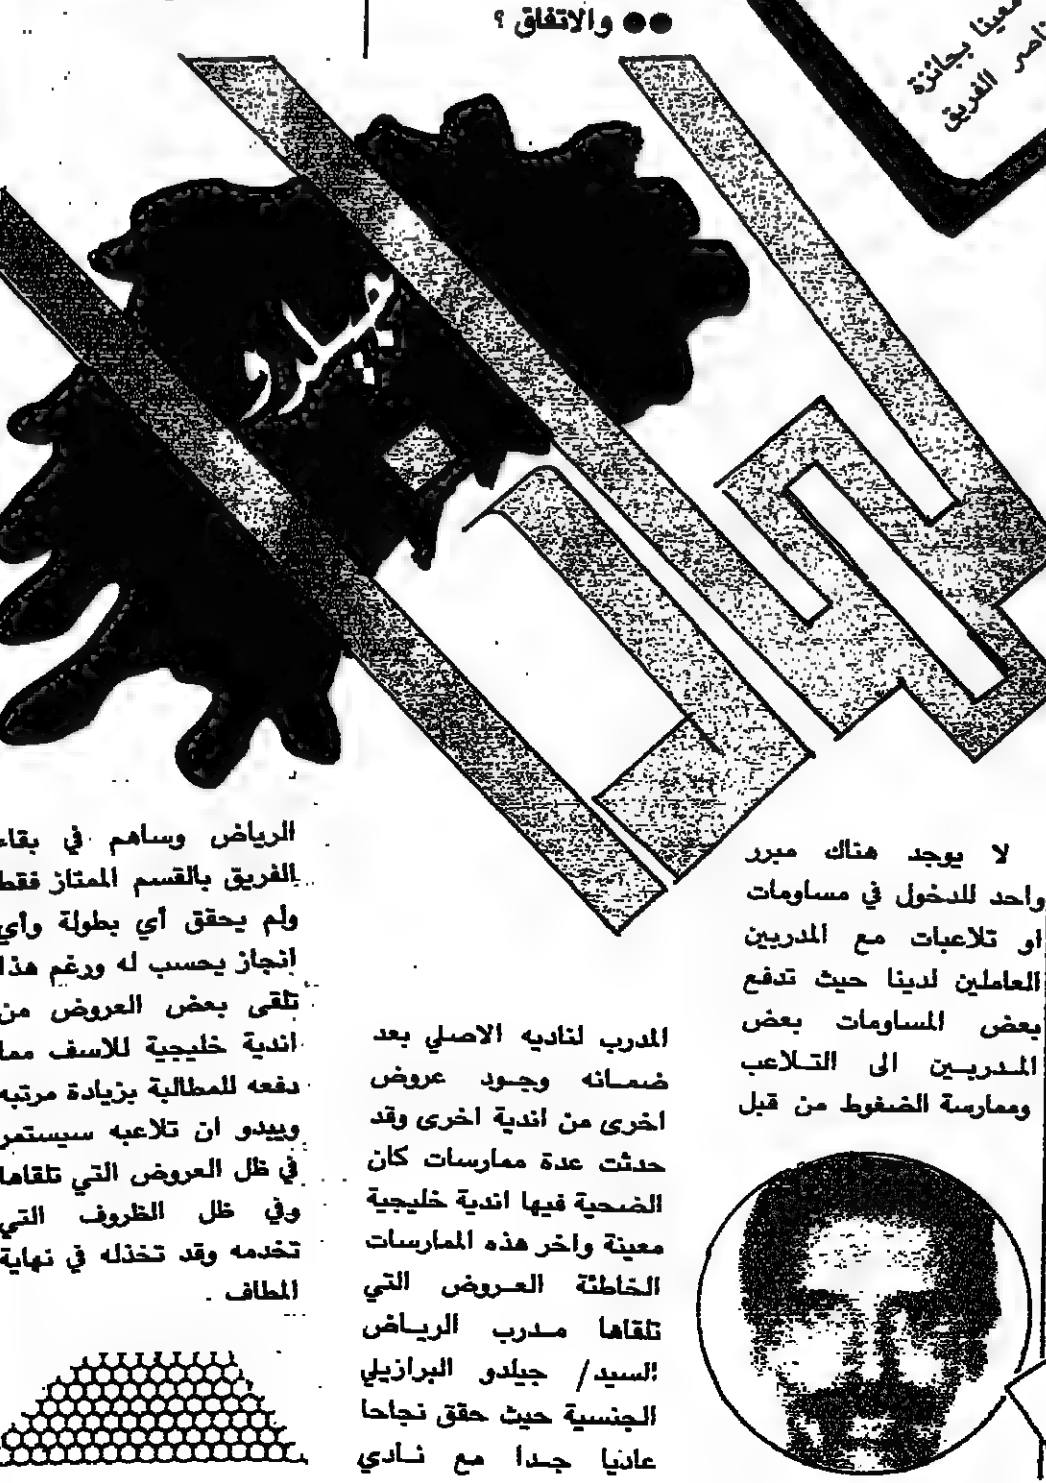 ●● والاتفاق ؟
معينا بجائزة
ناصر الفريق
جيلدو
لا يوجد هناك مبرر
واحد للدخول في مساومات
او تلاعبات مع المدربين
العاملين لدينا حيث تدفع
بعض المساومات بعض
المدربين الى التلاعب
وممارسة الضغوط من قبل
المدرب لناديه الاصلي بعد
ضمانه وجود عروض
اخرى من اندية اخرى وقد
حدثت عدة ممارسات كان
الضحية فيها اندية خليجية
معينة واخر هذه الممارسات
الخاطئة العروض التي
تلقاها مدرب الرياض
السيد/ جيلدو البرازيلي
الجنسية حيث حقق نجاحا
عاديا جدا مع نادي
الرياض وساهم في بقاء
الفريق بالقسم الممتاز فقط
ولم يحقق أي بطولة وأي
انجاز يحسب له ورغم هذا
تلقى بعض العروض من
اندية خليجية للاسف مما
دفعه للمطالبة بزيادة مرتبه
ويبدو ان تلاعبه سيستمر
في ظل العروض التي تلقاها
وفي ظل الظروف التي
تخدمه وقد تخذله في نهاية
المطاف .